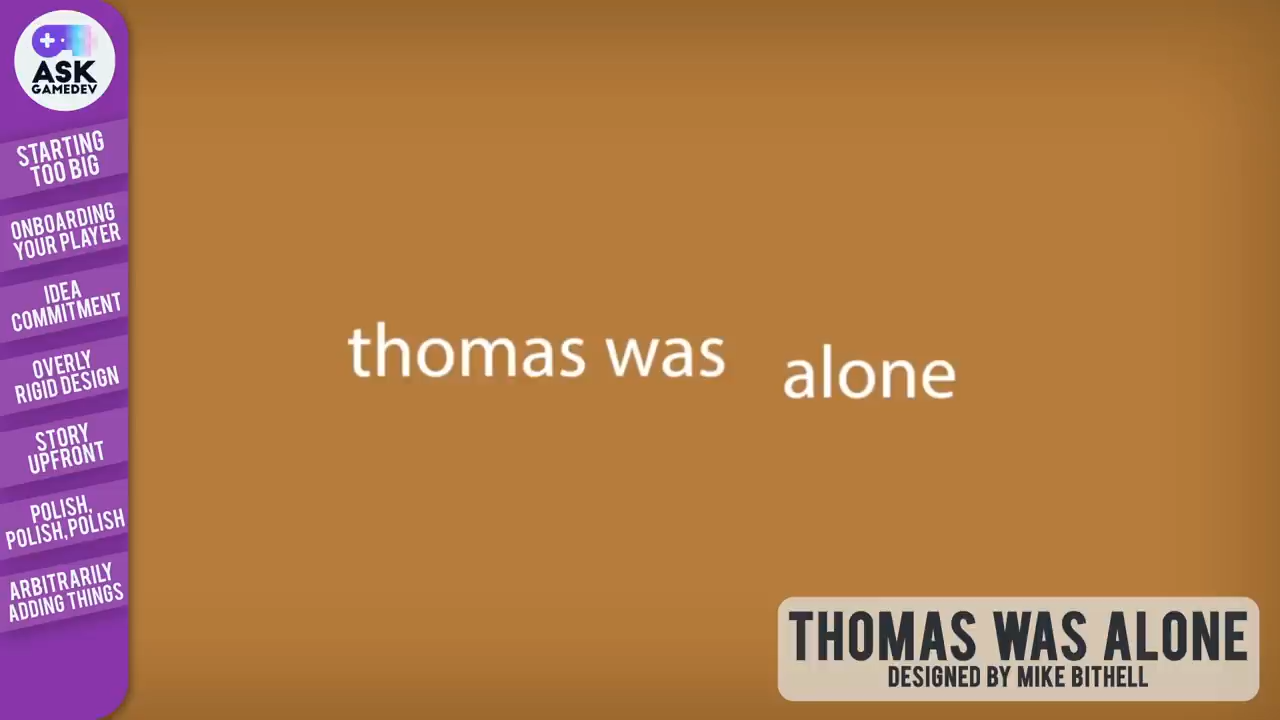 ASK
GAMEDEV
STARTING
TOO BIG
ONBOARDING
YOUR PLAYER
IDEA
COMMITMENT
OVERLY
RIGID DESIGN
STORY
UPFRONT
POLISH,
POLISH,POLISH
ARBITRARILY
ADDING THINGS
thomas was alone
THOMAS WAS ALONE
DESIGNED BY MIKE BITHELL